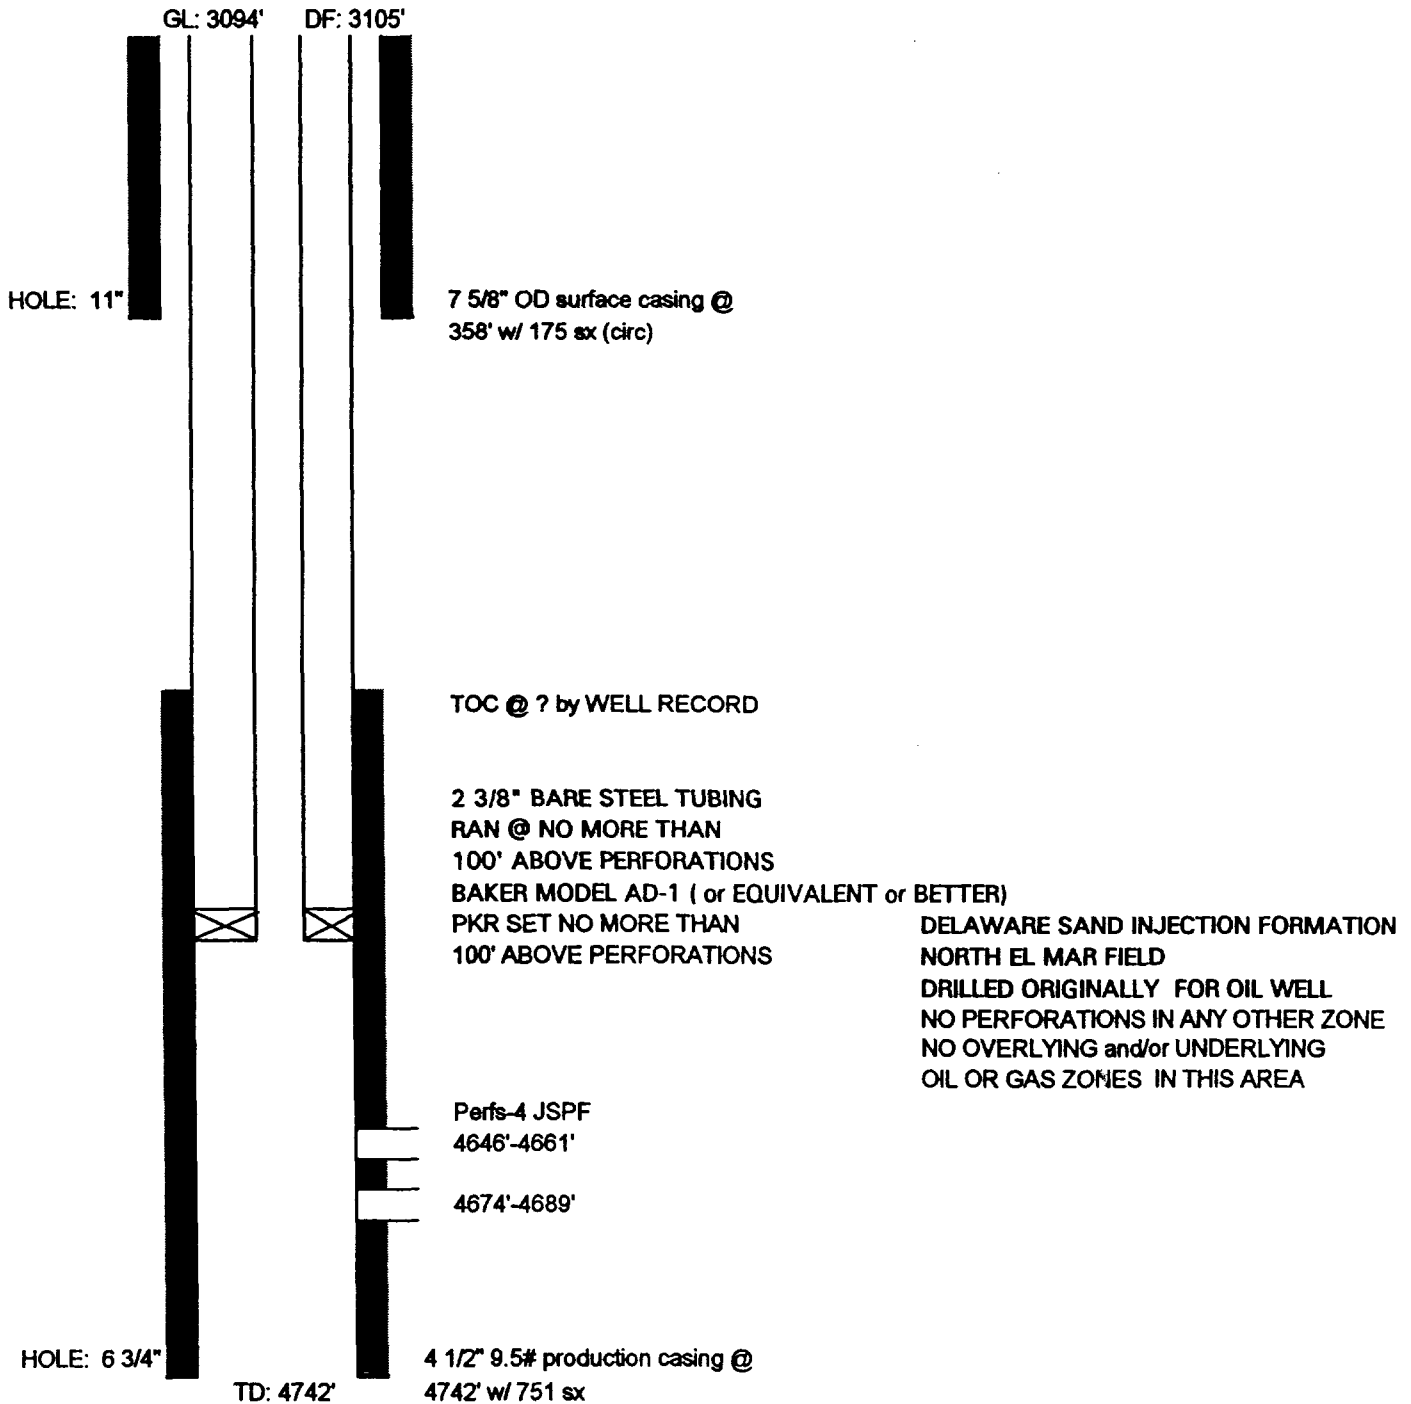 GL: 3094' DF: 3105'
HOLE: 11"
7 5/8" OD surface casing @
358' w/ 175 sx (circ)
TOC @ ? by WELL RECORD
2 3/8" BARE STEEL TUBING
RAN @ NO MORE THAN
100' ABOVE PERFORATIONS
BAKER MODEL AD-1 ( or EQUIVALENT or BETTER)
PKR SET NO MORE THAN
100' ABOVE PERFORATIONS
DELAWARE SAND INJECTION FORMATION
NORTH EL MAR FIELD
DRILLED ORIGINALLY FOR OIL WELL
NO PERFORATIONS IN ANY OTHER ZONE
NO OVERLYING and/or UNDERLYING
OIL OR GAS ZONES IN THIS AREA
Perfs-4 JSPF
4646'-4661'
4674'-4689'
HOLE: 6 3/4"
4 1/2" 9.5# production casing @
4742' w/ 751 sx
TD: 4742'